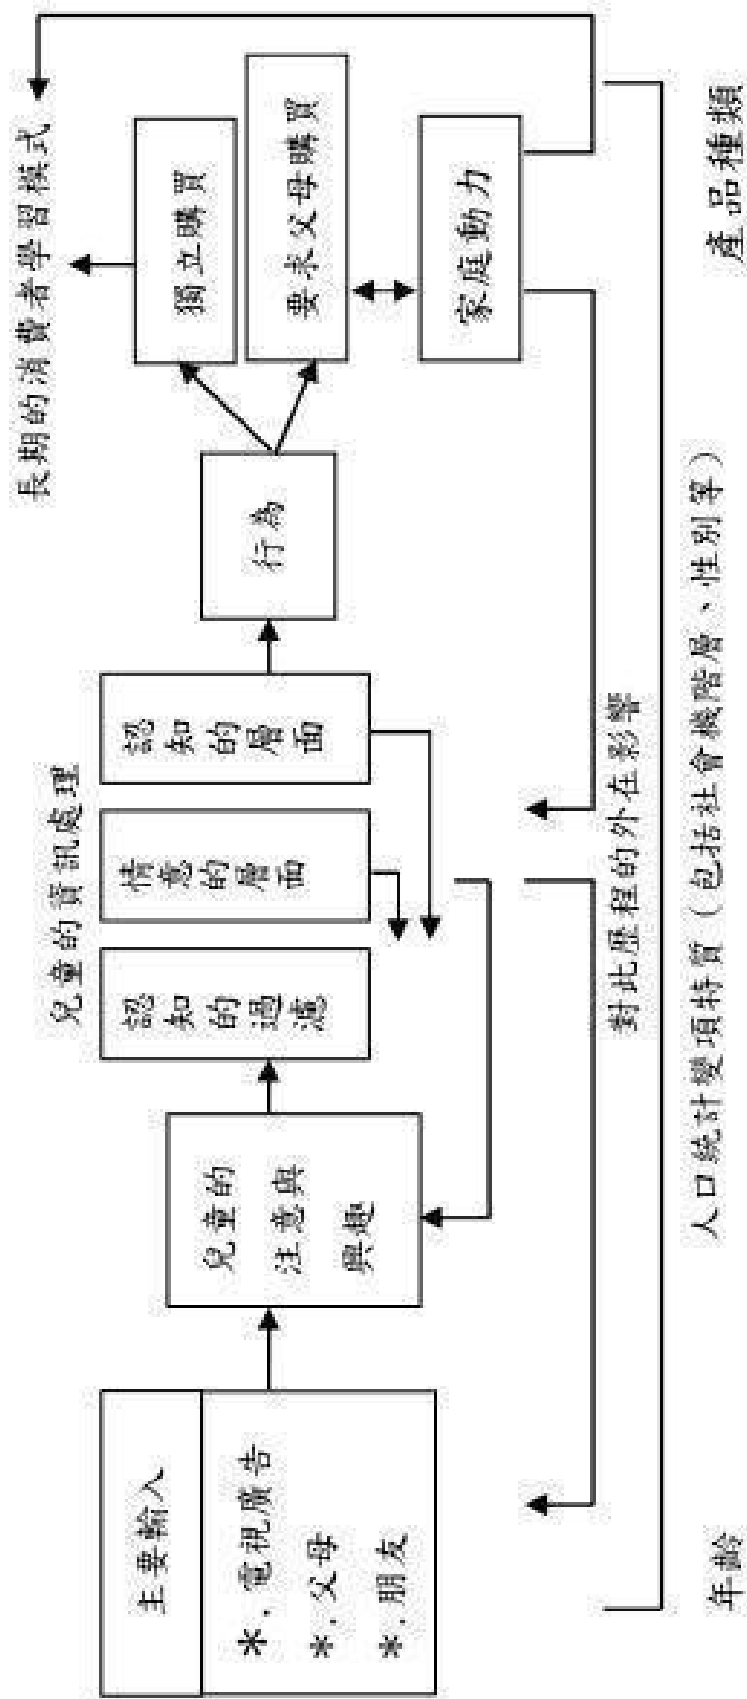 主要輸入
*.電視廣告
*.父母
*.朋友
兒童的
注意與
興趣
兒童的資訊處理
認知的過濾
情意的層面
認知的層面
行為
長期的消費者學習模式
獨立購買
要求父母購買
家庭動力
對此歷程的外在影響
年齡
人口統計變項特質（包括社會機階層、性別等）
產品種類